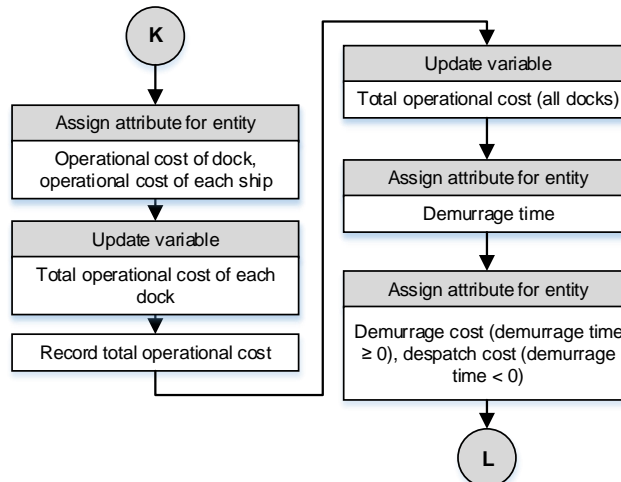 K
Assign attribute for entity
Operational cost of dock,
operational cost of each ship
Update variable
Total operational cost of each
dock
Record total operational cost
Update variable
Total operational cost (all docks)
Assign attribute for entity
Demurrage time
Assign attribute for entity
Demurrage cost (demurrage time
≥ 0), despatch cost (demurrage
time < 0)
L